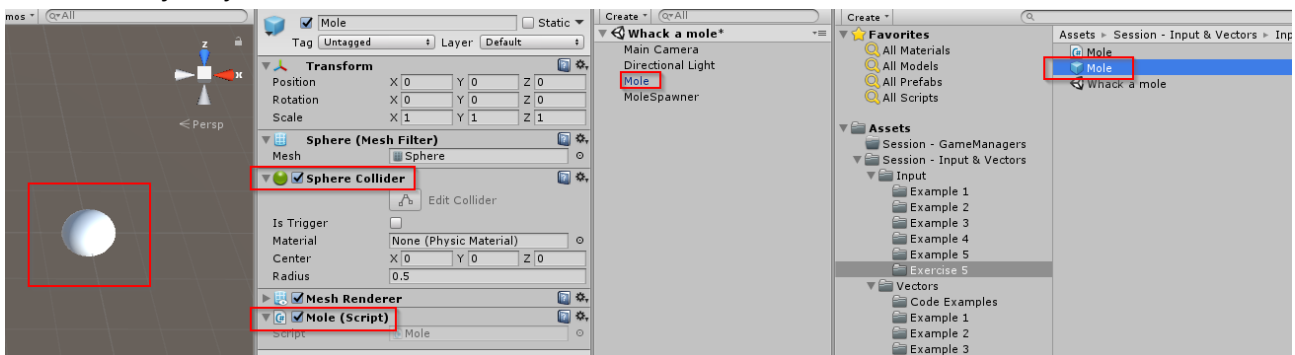 mos
All
z
x
Persp
Mole
Static
Tag Untagged Layer Default
Transform
Position X 0 Y 0 Z 0
Rotation X 0 Y 0 Z 0
Scale X 1 Y 1 Z 1
Sphere (Mesh Filter)
Mesh Sphere
Sphere Collider
Edit Collider
Is Trigger
Material None (Physic Material)
Center X 0 Y 0 Z 0
Radius 0.5
Mesh Renderer
Mole (Script)
Script Mole
Create All
Whack a mole*
Main Camera
Directional Light
Mole
MoleSpawner
Create
Favorites
All Materials
All Models
All Prefabs
All Scripts
Assets
Session - GameManagers
Session - Input & Vectors
Input
Example 1
Example 2
Example 3
Example 4
Example 5
Exercise 5
Vectors
Code Examples
Example 1
Example 2
Example 3
Assets ▸ Session - Input & Vectors ▸ Inp
Mole
Mole
Whack a mole